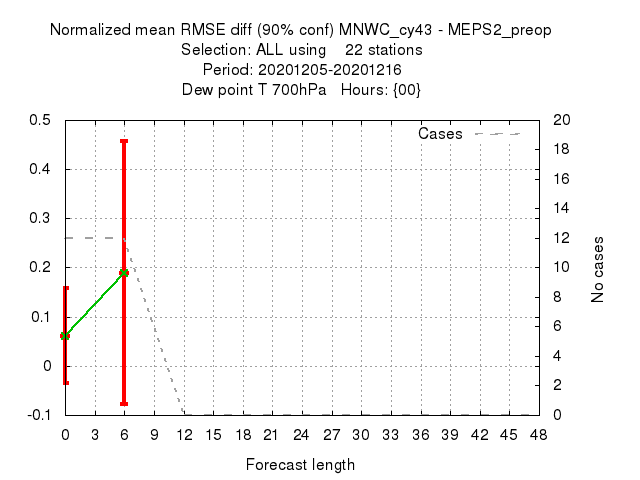 Normalized mean RMSE diff (90% conf) MNWC_cy43 - MEPS2_preop
Selection: ALL using 22 stations
Period: 20201205-20201216
Dew point T 700hPa Hours: {00}
Cases
0.5
0.4
0.3
0.2
0.1
0
-0.1
20
18
16
14
12
10
8
6
4
2
0
No cases
0 3 6 9 12 15 18 21 24 27 30 33 36 39 42 45 48
Forecast length